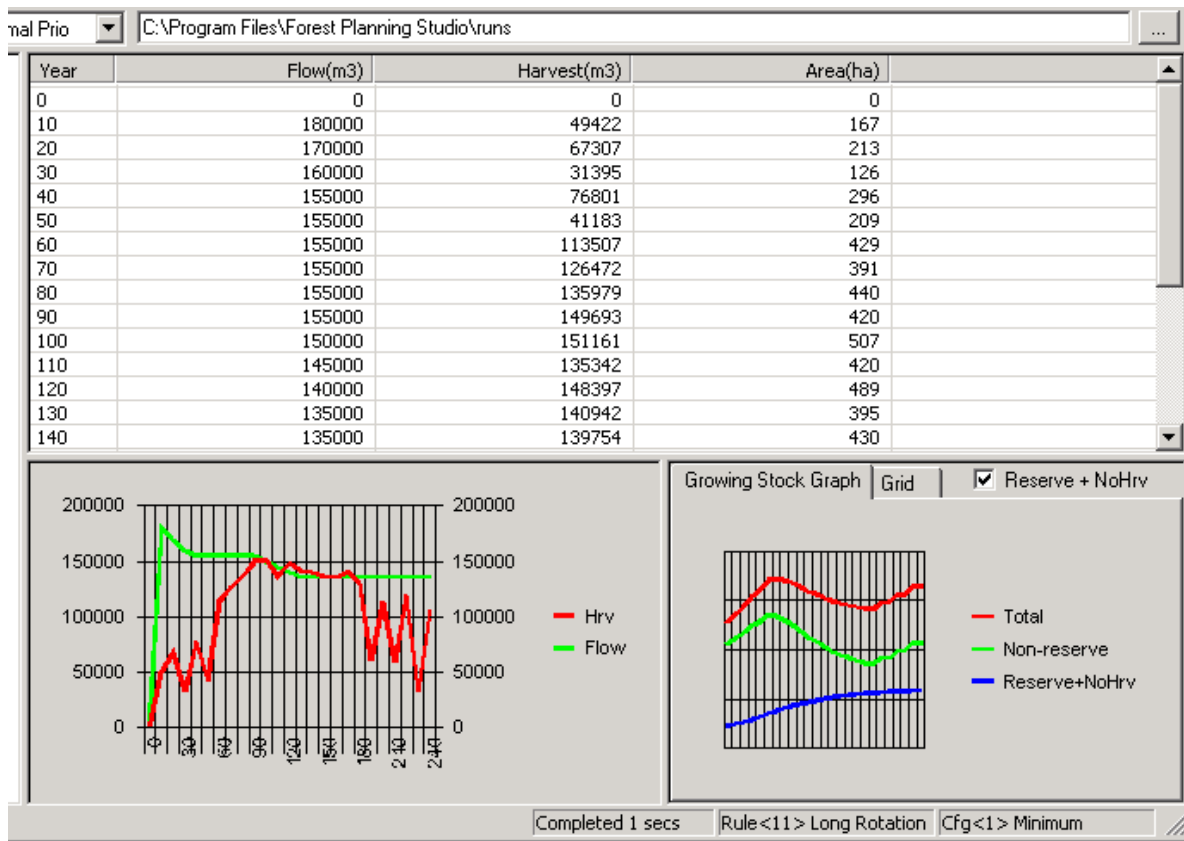 mal Prio C:\Program Files\Forest Planning Studio\runs ...
Year Flow(m3) Harvest(m3) Area(ha)
0 0 0 0
10 180000 49422 167
20 170000 67307 213
30 160000 31395 126
40 155000 76801 296
50 155000 41183 209
60 155000 113507 429
70 155000 126472 391
80 155000 135979 440
90 155000 149693 420
100 150000 151161 507
110 145000 135342 420
120 140000 148397 489
130 135000 140942 395
140 135000 139754 430
200000 200000
150000 150000
100000 100000
50000 50000
0 0
0 30 60 90 120 150 180 210 240
Hrv
Flow
Growing Stock Graph Grid Reserve + NoHrv
Total
Non-reserve
Reserve+NoHrv
Completed 1 secs Rule<11> Long Rotation Cfg<1> Minimum